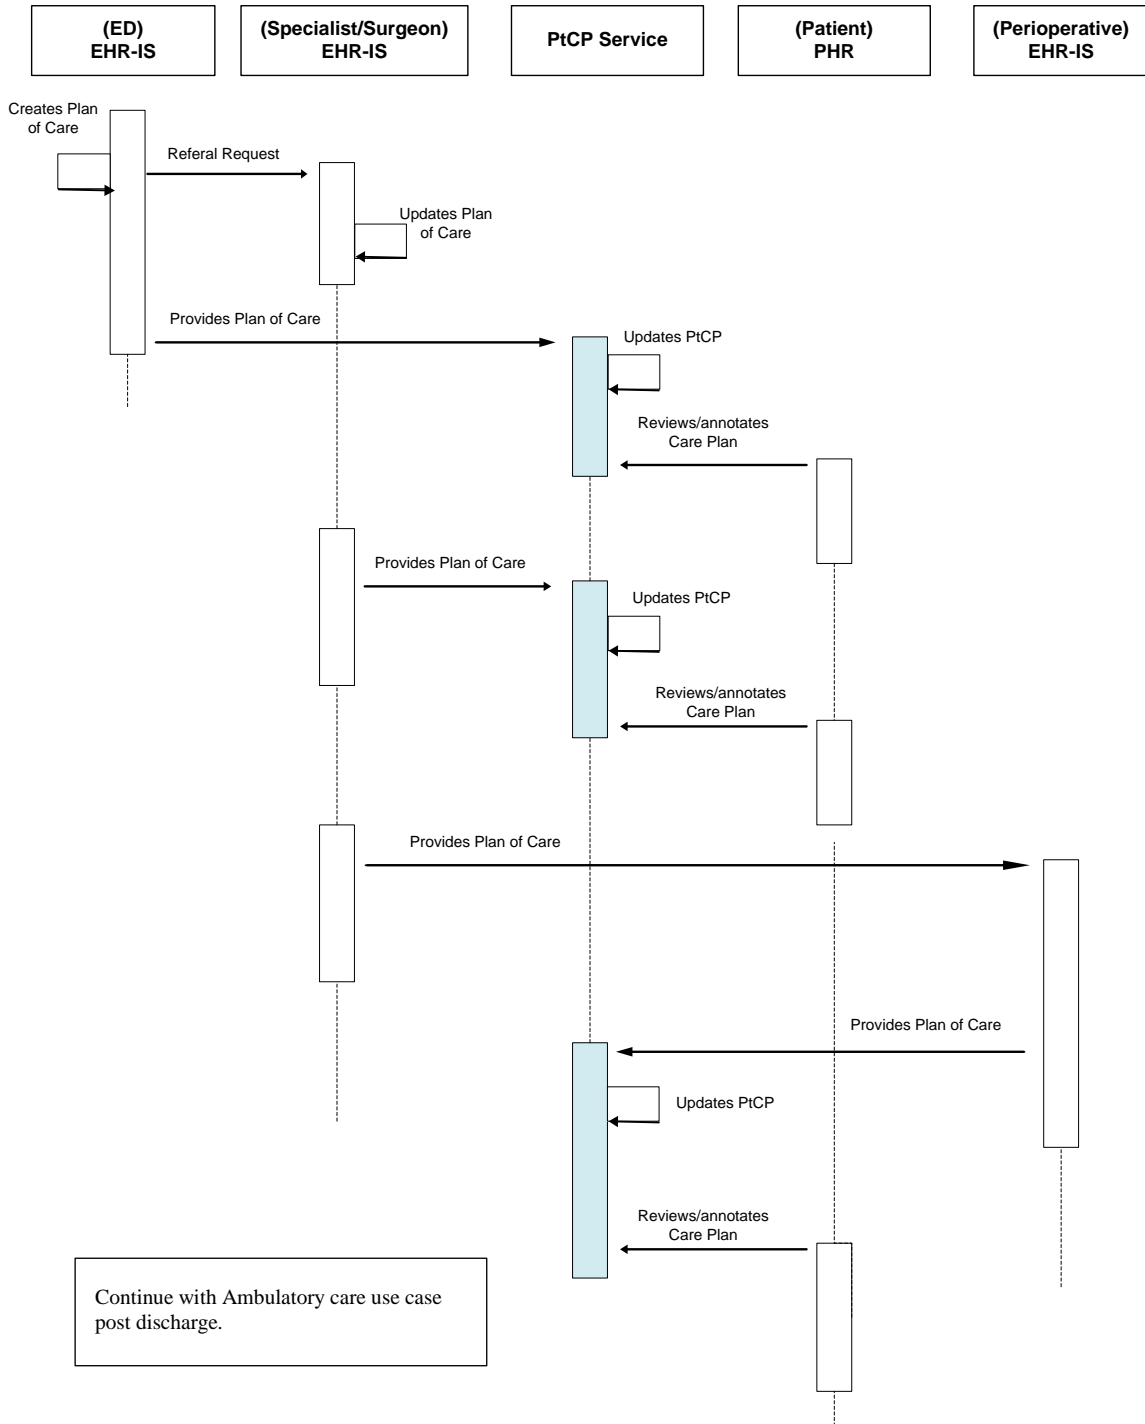 (ED)
EHR-IS
(Specialist/Surgeon)
EHR-IS
PtCP Service
(Patient)
PHR
(Perioperative)
EHR-IS
Creates Plan
of Care
Referal Request
Updates Plan
of Care
Provides Plan of Care
Updates PtCP
Reviews/annotates
Care Plan
Provides Plan of Care
Updates PtCP
Reviews/annotates
Care Plan
Provides Plan of Care
Provides Plan of Care
Updates PtCP
Reviews/annotates
Care Plan
Continue with Ambulatory care use case
post discharge.